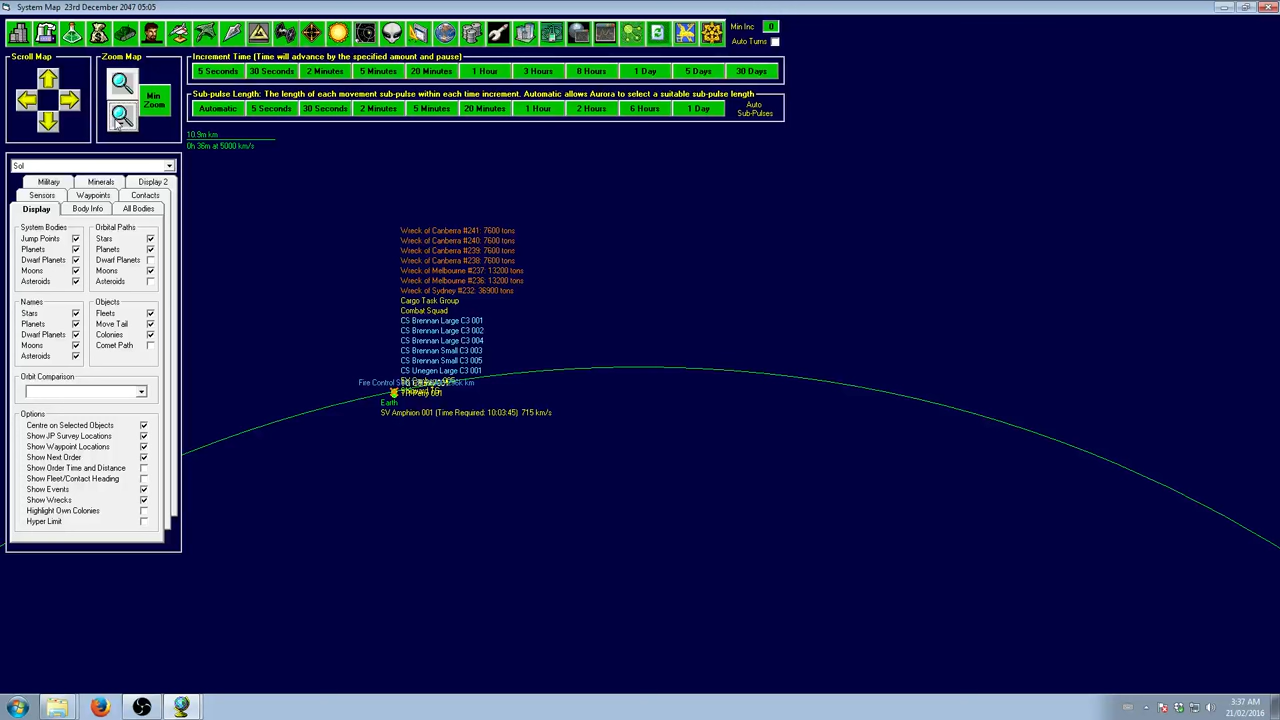 System Map 23rd December 2047 05:05
Min Inc 0
Auto Turns
Scroll Map
Zoom Map
Min Zoom
Increment Time (Time will advance by the specified amount and pause)
5 Seconds 30 Seconds 2 Minutes 5 Minutes 20 Minutes 1 Hour 3 Hours 8 Hours 1 Day 5 Days 30 Days
Sub-pulse Length: The length of each movement sub-pulse within each time increment. Automatic allows Aurora to select a suitable sub-pulse length
Automatic 5 Seconds 30 Seconds 2 Minutes 5 Minutes 20 Minutes 1 Hour 2 Hours 6 Hours 1 Day
Auto Sub-Pulses
10.9m km
0h 36m at 5000 km/s
Sol
Military Minerals Display 2
Sensors Waypoints Contacts
Display Body Info All Bodies
System Bodies
Jump Points
Planets
Dwarf Planets
Moons
Asteroids
Orbital Paths
Stars
Planets
Dwarf Planets
Moons
Asteroids
Names
Stars
Planets
Dwarf Planets
Moons
Asteroids
Objects
Fleets
Move Tail
Colonies
Comet Path
Orbit Comparison
Options
Centre on Selected Objects
Show JP Survey Locations
Show Waypoint Locations
Show Next Order
Show Order Time and Distance
Show Fleet/Contact Heading
Show Events
Show Wrecks
Highlight Own Colonies
Hyper Limit
Wreck of Canberra #241: 7600 tons
Wreck of Canberra #240: 7600 tons
Wreck of Canberra #239: 7600 tons
Wreck of Canberra #238: 7600 tons
Wreck of Melbourne #237: 13200 tons
Wreck of Melbourne #236: 13200 tons
Wreck of Sydney #232: 36900 tons
Cargo Task Group
Combat Squad
CS Brennan Large C3 001
CS Brennan Large C3 002
CS Brennan Large C3 004
CS Brennan Small C3 003
CS Brennan Small C3 005
CS Unegen Large C3 001
Fire Control
Earth
SV Amphion 001 (Time Required: 10:03:45) 715 km/s
3:37 AM
21/02/2016